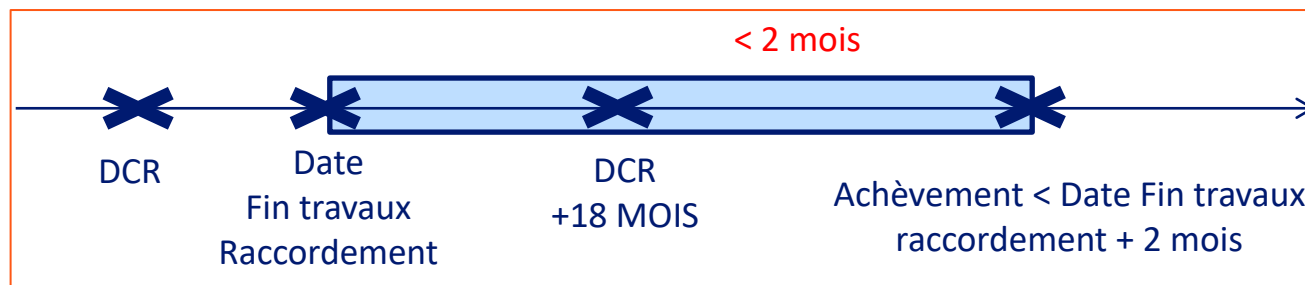 < 2 mois
DCR
Date
Fin travaux
Raccordement
DCR
+18 MOIS
Achèvement < Date Fin travaux
raccordement + 2 mois